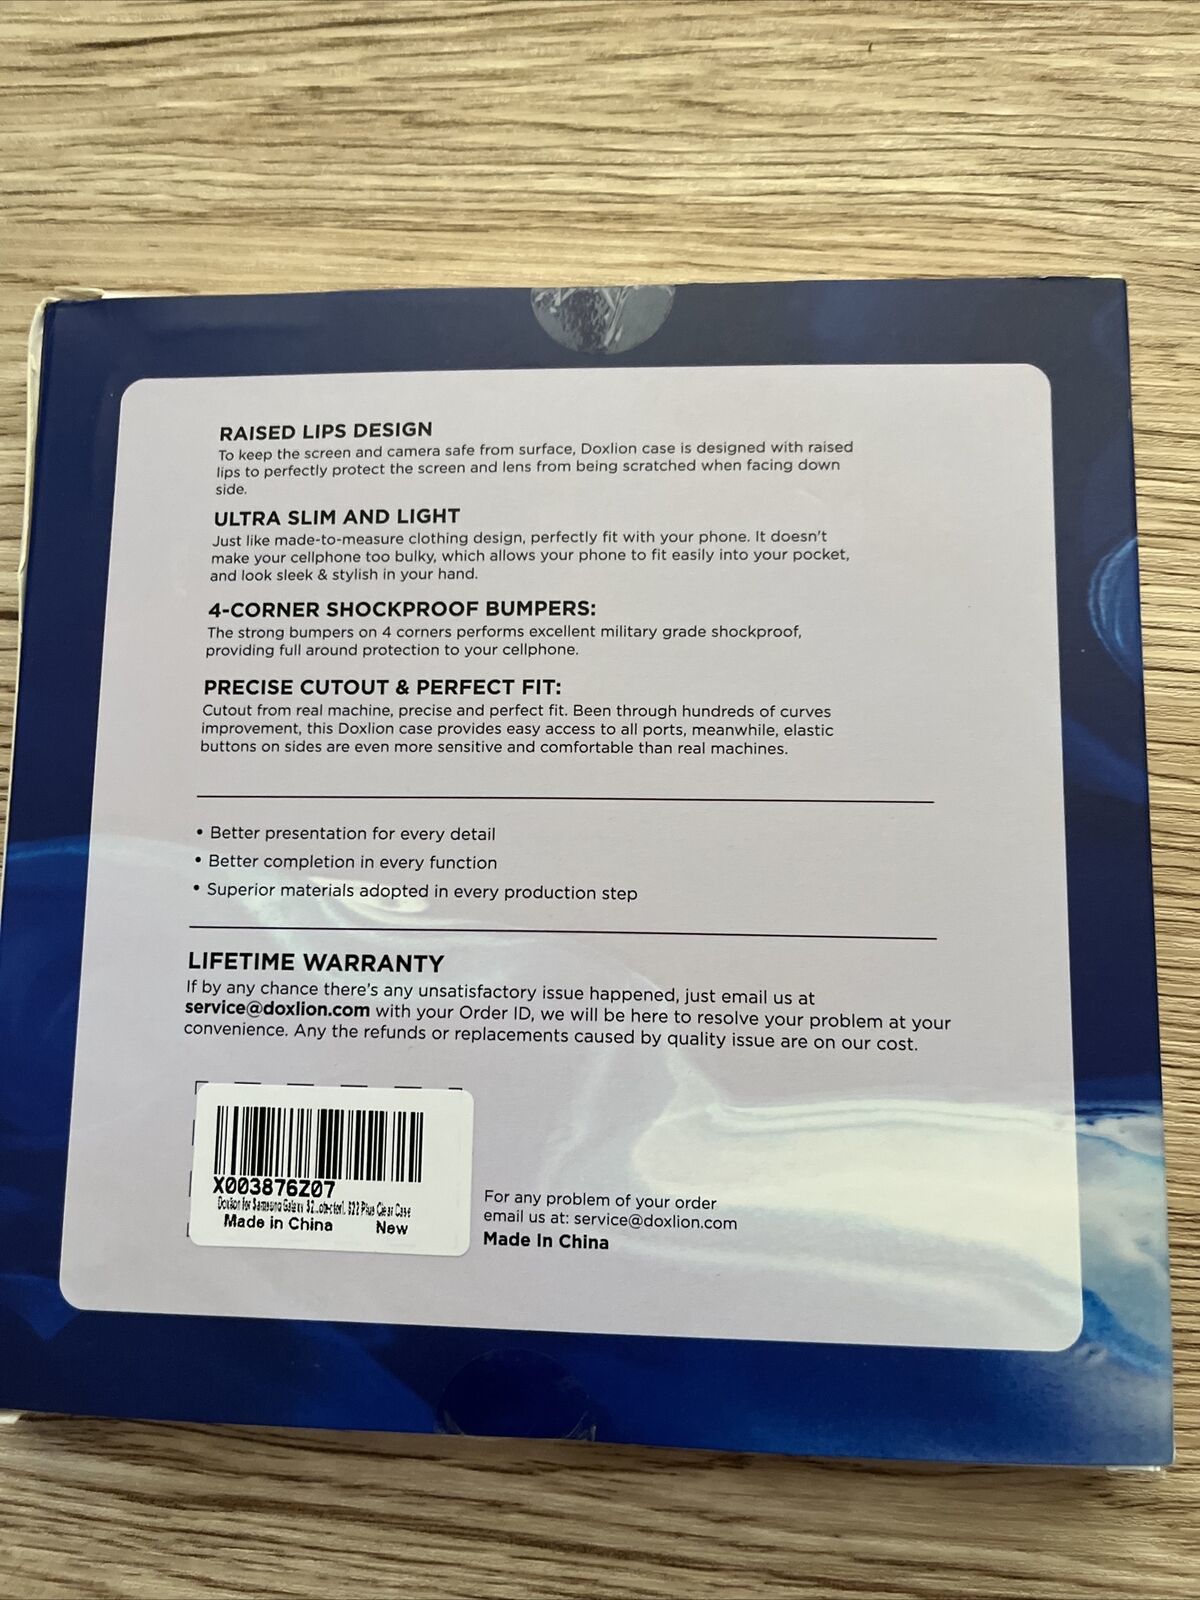 RAISED LIPS DESIGN
To keep the screen and camera safe from surface, Doxlion case is designed with raised
lips to perfectly protect the screen and lens from being scratched when facing down
side.
ULTRA SLIM AND LIGHT
Just like made-to-measure clothing design, perfectly fit with your phone. It doesn't
make your cellphone too bulky, which allows your phone to fit easily into your pocket,
and look sleek & stylish in your hand.
4-CORNER SHOCKPROOF BUMPERS:
The strong bumpers on 4 corners performs excellent military grade shockproof,
providing full around protection to your cellphone.
PRECISE CUTOUT & PERFECT FIT:
Cutout from real machine, precise and perfect fit. Been through hundreds of curves
improvement, this Doxlion case provides easy access to all ports, meanwhile, elastic
buttons on sides are even more sensitive and comfortable than real machines.
• Better presentation for every detail
• Better completion in every function
• Superior materials adopted in every production step
LIFETIME WARRANTY
If by any chance there's any unsatisfactory issue happened, just email us at
service@doxlion.com with your Order ID, we will be here to resolve your problem at your
convenience. Any the refunds or replacements caused by quality issue are on our cost.
X003876Z07
Doxlion for Samsung Galaxy S2... S22 Plus Clear Case
Made in China New
For any problem of your order
email us at: service@doxlion.com
Made In China